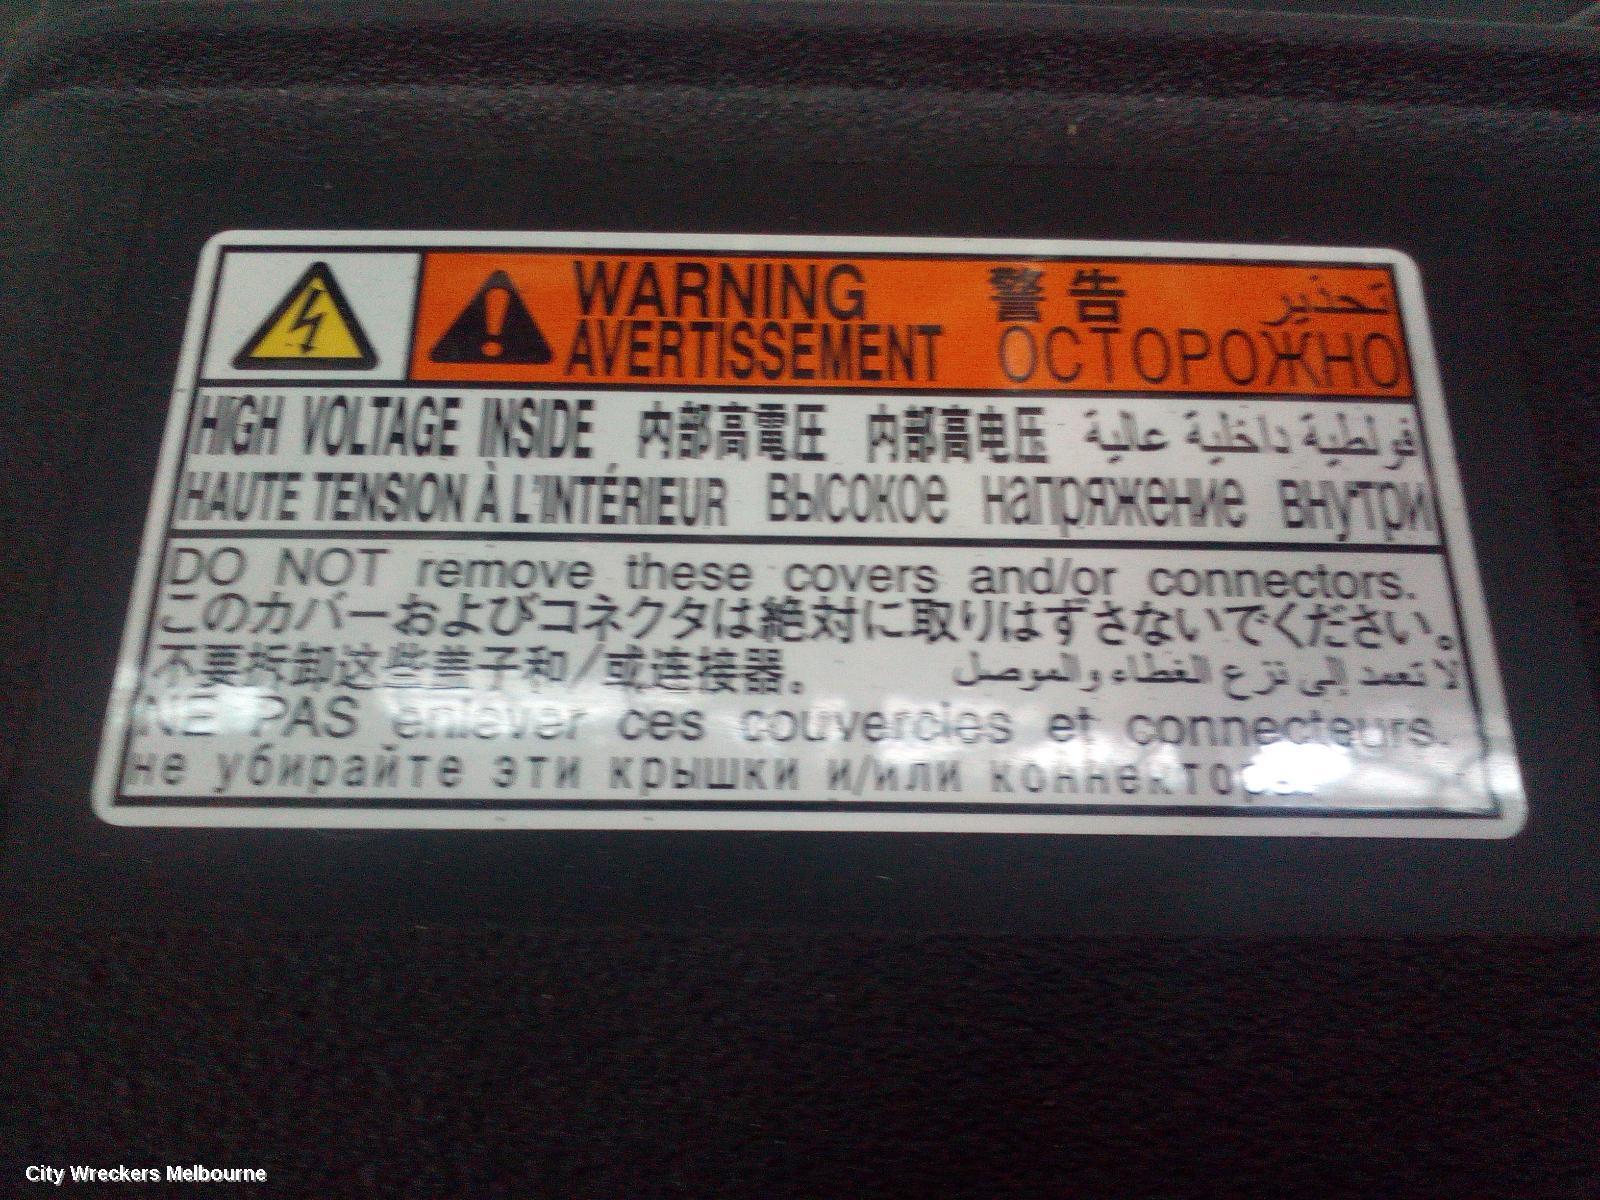 WARNING 警告 تحذير
AVERTISSEMENT ОСТОРОЖНО
HIGH VOLTAGE INSIDE 内部高電圧 内部高电压 فولطية داخلية عالية
HAUTE TENSION À L'INTÉRIEUR Высокое напряжение внутри
DO NOT remove these covers and/or connectors.
このカバーおよびコネクタは絶対に取りはずさないでください。
不要拆卸这些盖子和/或连接器。 لا تعمد إلى نزع الغطاء والموصل
NE PAS enlever ces couvercles et connecteurs.
не убирайте эти крышки и/или
City Wreckers Melbourne